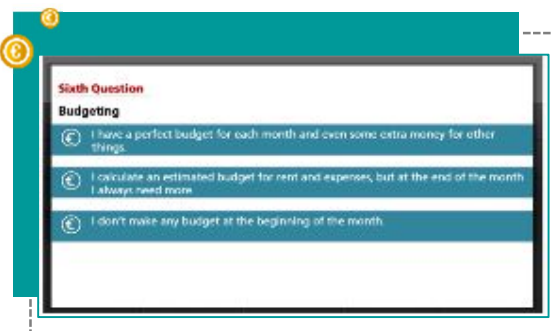 Sixth Question
Budgeting
I have a perfect budget for each month and even some extra money for other
things.
I calculate an estimated budget for rent and expenses, but at the end of the month
I always need more
I don't make any budget at the beginning of the month.